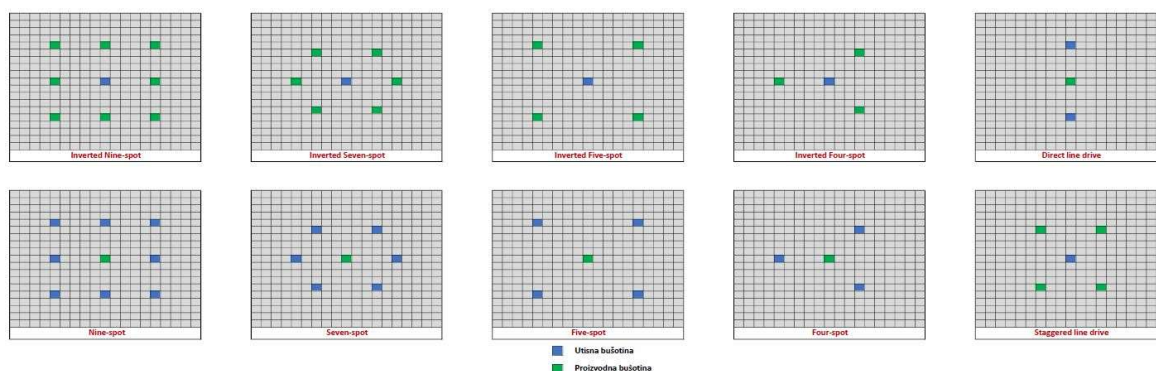 Inverted Nine-spot
Inverted Seven-spot
Inverted Five-spot
Inverted Four-spot
Direct line drive
Nine-spot
Seven-spot
Five-spot
Four-spot
Staggered line drive
Utisna bušotina
Proizvodna bušotina